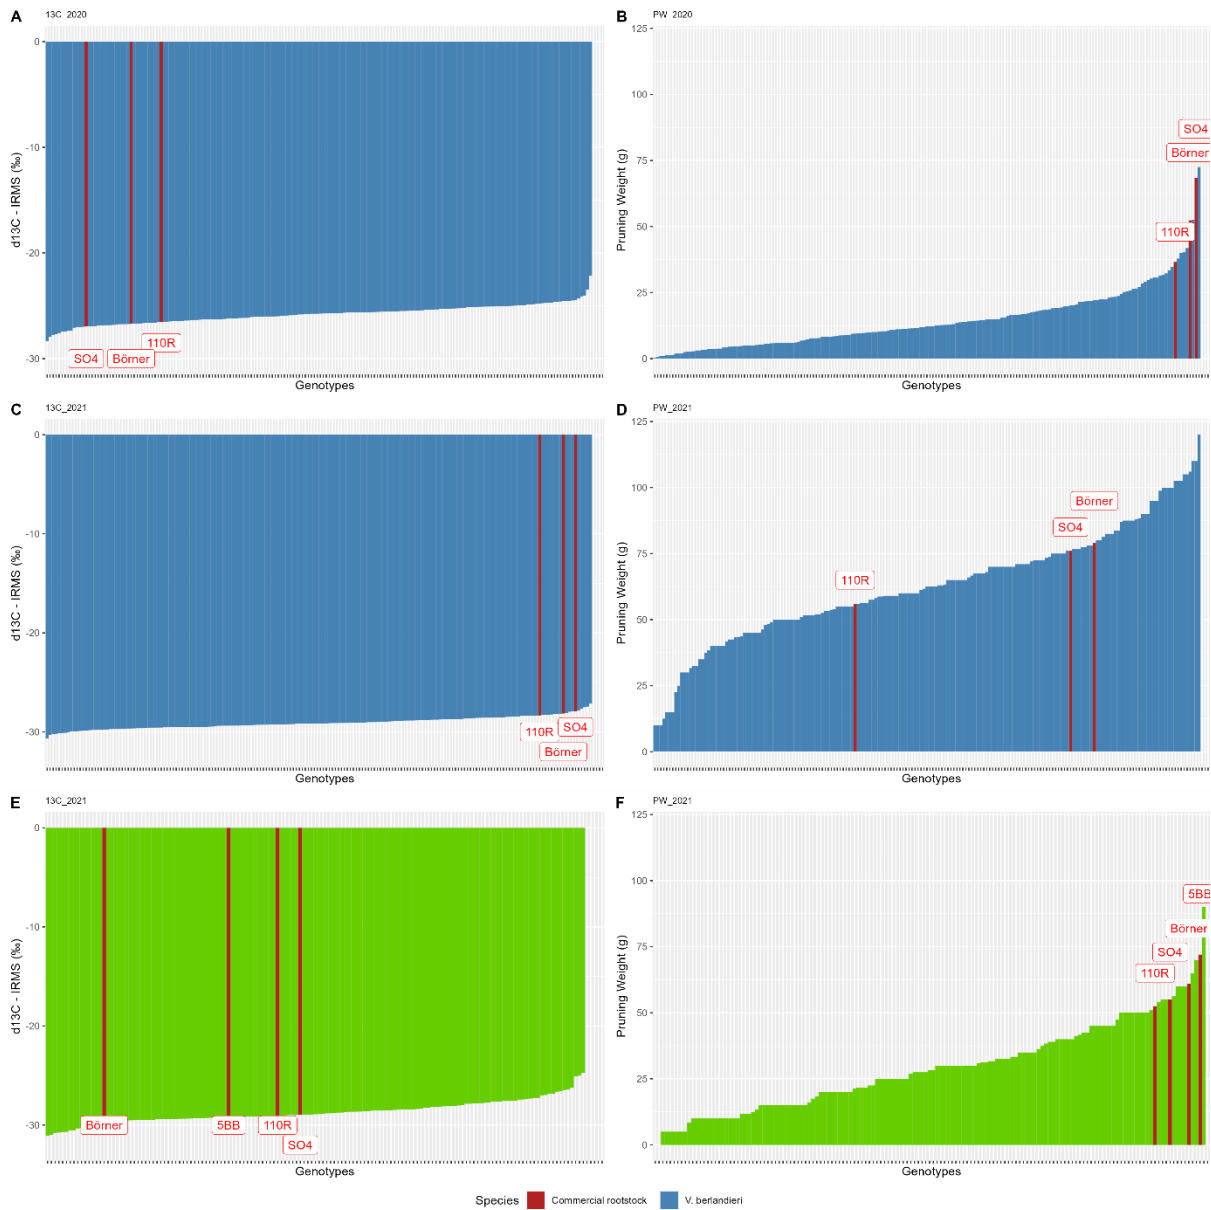 A 13C_2020
0
-10
-20
-30
d13C - IRMS (‰)
SO4 Börner 110R
Genotypes
B PW_2020
125
100
75
50
25
0
Pruning Weight (g)
SO4
Börner
110R
Genotypes
C 13C_2021
0
-10
-20
-30
d13C - IRMS (‰)
110R SO4
Börner
Genotypes
D PW_2021
125
100
75
50
25
0
Pruning Weight (g)
Börner
SO4
110R
Genotypes
E 13C_2021
0
-10
-20
-30
d13C - IRMS (‰)
Börner 5BB 110R
SO4
Genotypes
F PW_2021
125
100
75
50
25
0
Pruning Weight (g)
5BB
Börner
SO4
110R
Genotypes
Species Commercial rootstock V. berlandieri